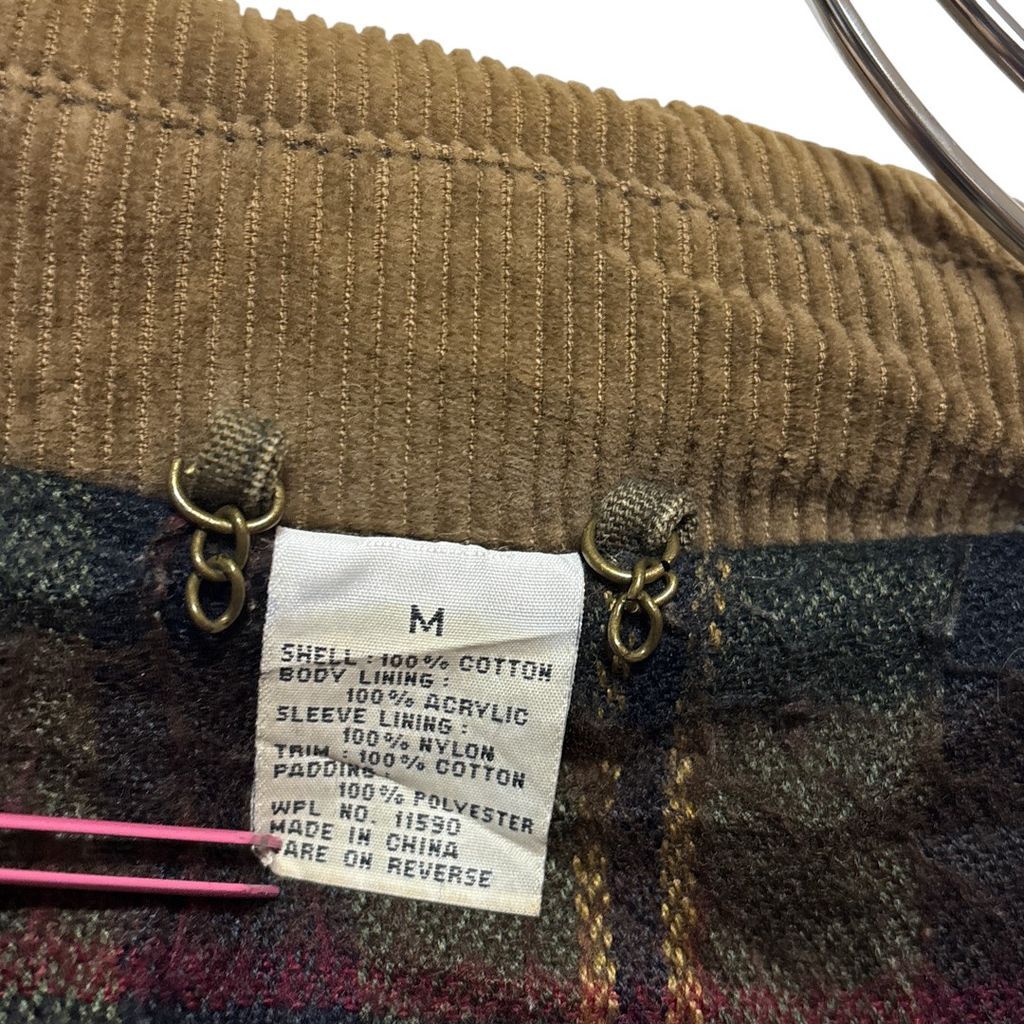 M
SHELL : 100% COTTON
BODY LINING :
100% ACRYLIC
SLEEVE LINING :
100% NYLON
TRIM : 100% COTTON
PADDING
100% POLYESTER
WPL NO. 11590
MADE IN CHINA
ARE ON REVERSE